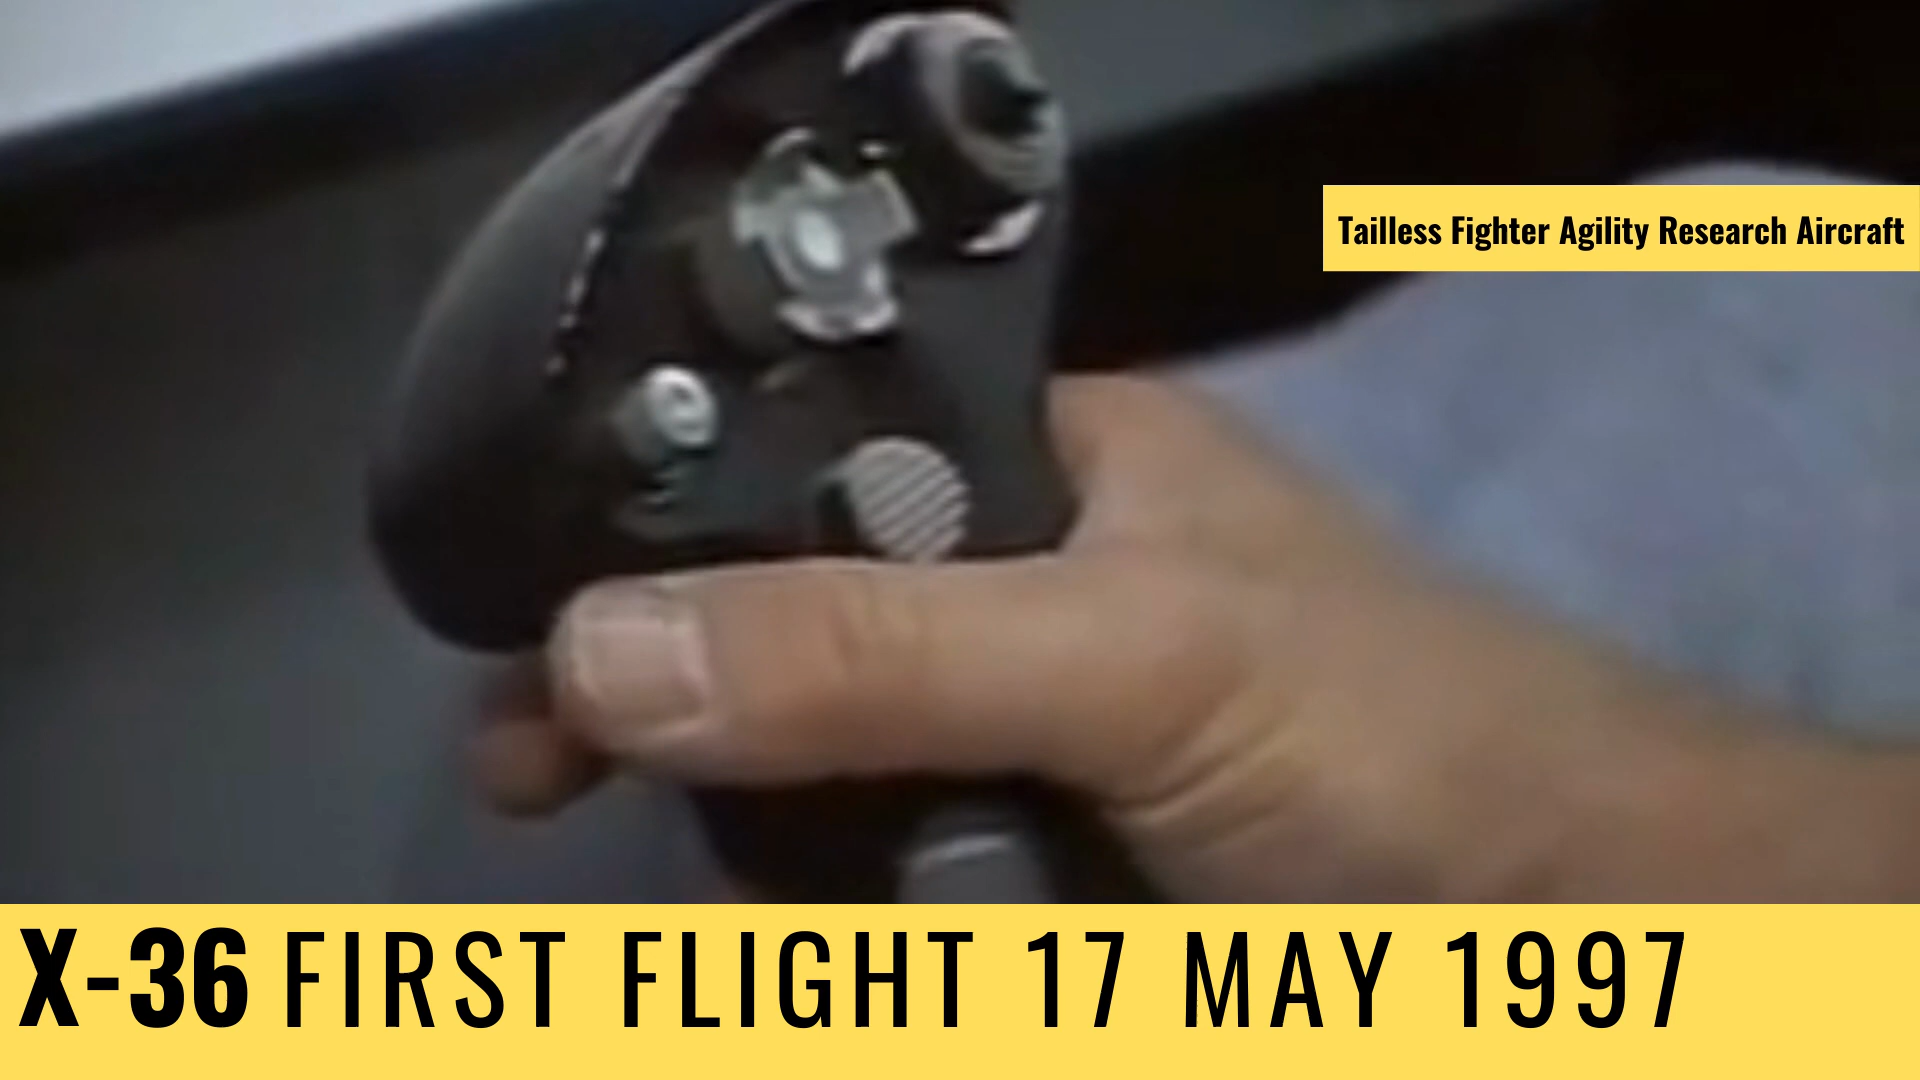 Tailless Fighter Agility Research Aircraft
X-36 FIRST FLIGHT 17 MAY 1997